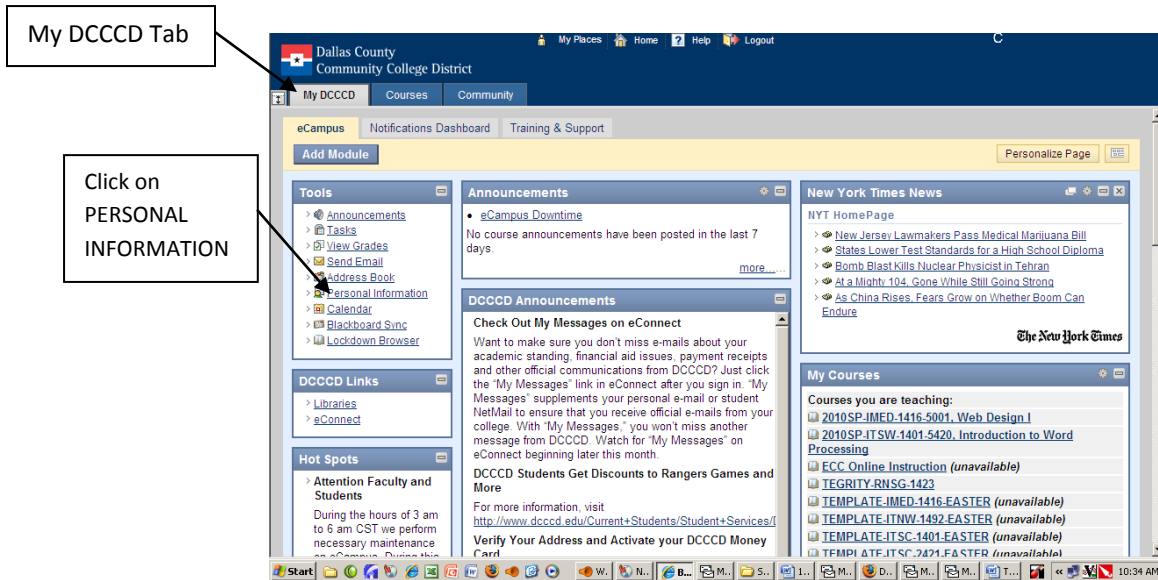 My DCCCD Tab
My Places Home ? Help Logout
C
Dallas County
Community College District
My DCCCD Courses Community
eCampus Notifications Dashboard Training & Support
Add Module
Personalize Page
Click on
PERSONAL
INFORMATION
Tools
Announcements
Tasks
View Grades
Send Email
Address Book
Personal Information
Calendar
Blackboard Sync
Lockdown Browser
DCCCD Links
Libraries
eConnect
Hot Spots
Attention Faculty and
Students
During the hours of 3 am
to 6 am CST we perform
necessary maintenance
on eCampus. During this
Announcements
eCampus Downtime
No course announcements have been posted in the last 7
days.
more......
DCCCD Announcements
Check Out My Messages on eConnect
Want to make sure you don't miss e-mails about your
academic standing, financial aid issues, payment receipts
and other official communications from DCCCD? Just click
the "My Messages" link in eConnect after you sign in. "My
Messages" supplements your personal e-mail or student
NetMail to ensure that you receive official e-mails from your
college. With "My Messages," you won't miss another
message from DCCCD. Watch for "My Messages" on
eConnect beginning later this month.
DCCCD Students Get Discounts to Rangers Games and
More
For more information, visit
http://www.dcccd.edu/Current+Students/Student+Services/
Verify Your Address and Activate your DCCCD Money
Card
New York Times News
NYT HomePage
New Jersey Lawmakers Pass Medical Marijuana Bill
States Lower Test Standards for a High School Diploma
Bomb Blast Kills Nuclear Physicist in Tehran
At a Mighty 104, Gone While Still Going Strong
As China Rises, Fears Grow on Whether Boom Can
Endure
The New York Times
My Courses
Courses you are teaching:
2010SP-IMED-1416-5001, Web Design I
2010SP-ITSW-1401-5420, Introduction to Word
Processing
ECC Online Instruction (unavailable)
TEGRITY-RNSG-1423
TEMPLATE-IMED-1416-EASTER (unavailable)
TEMPLATE-ITNW-1492-EASTER (unavailable)
TEMPLATE-ITSC-1401-EASTER (unavailable)
TEMPLATE-ITSC-2421-EASTER (unavailable)
Start W.. N.. B... M.. S.. 1.. M.. D.. M.. M.. T... « 10:34 AM